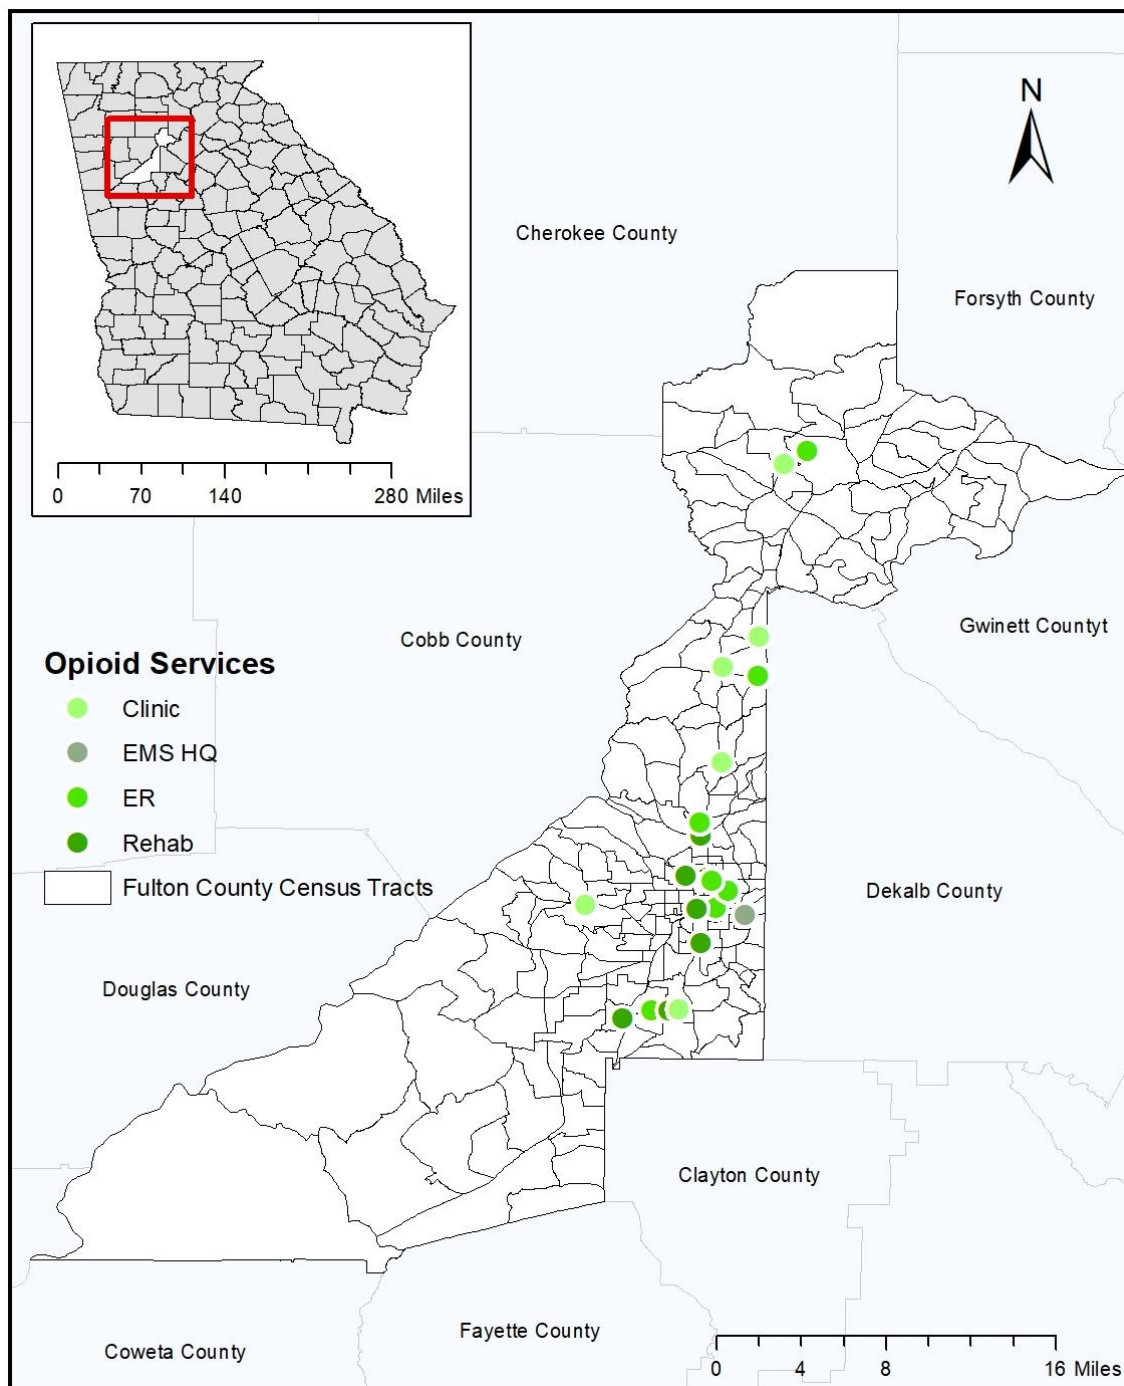 N
0 70 140 280 Miles
Cherokee County
Forsyth County
Cobb County
Gwinett Countyt
Opioid Services
Clinic
EMS HQ
ER
Rehab
Fulton County Census Tracts
Dekalb County
Douglas County
Clayton County
Fayette County
Coweta County
0 4 8 16 Miles